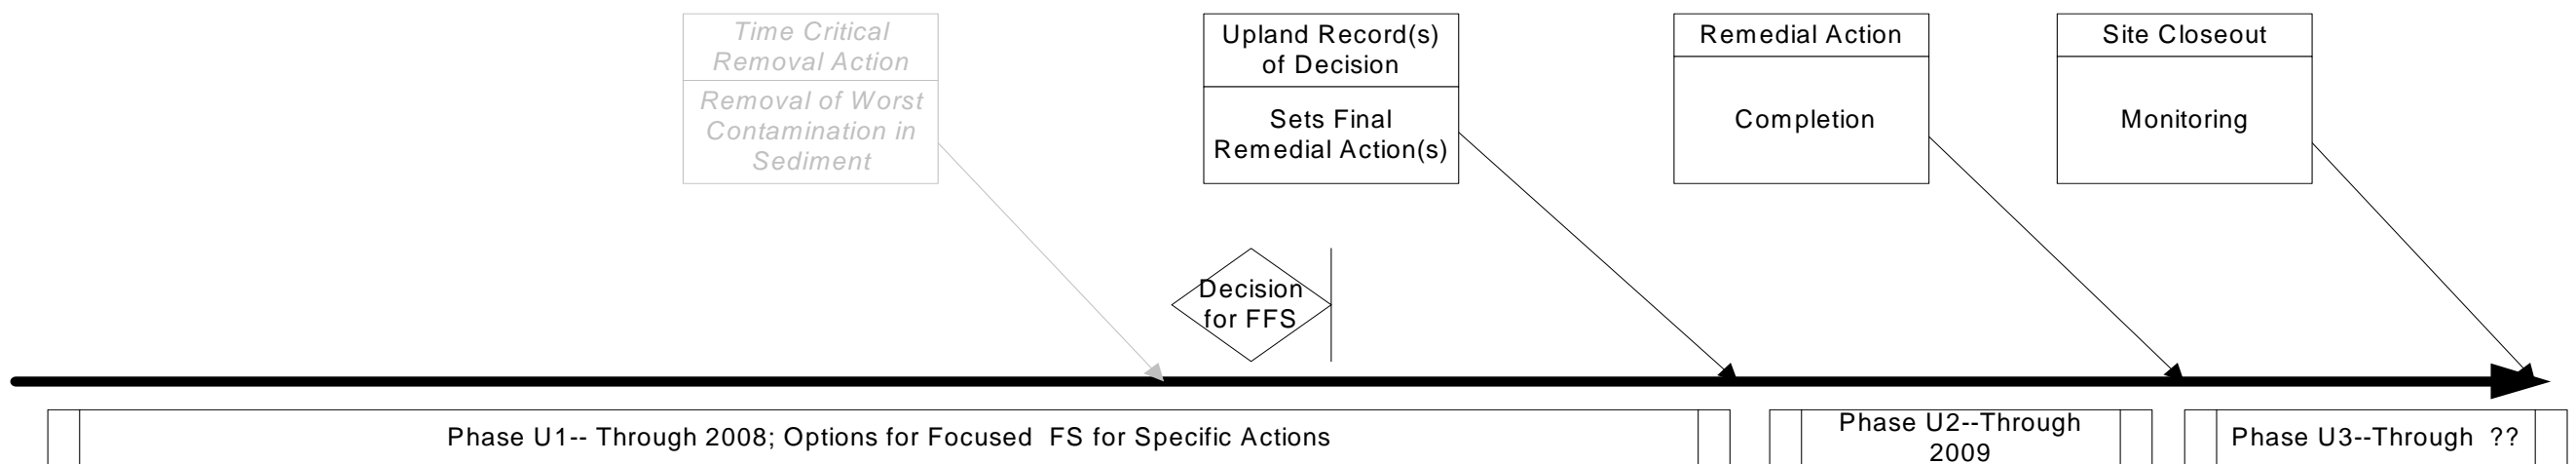 Time Critical
Removal Action
Removal of Worst
Contamination in
Sediment
Upland Record(s)
of Decision
Sets Final
Remedial Action(s)
Remedial Action
Completion
Site Closeout
Monitoring
Decision
for FFS
Phase U1-- Through 2008; Options for Focused FS for Specific Actions
Phase U2--Through
2009
Phase U3--Through ??